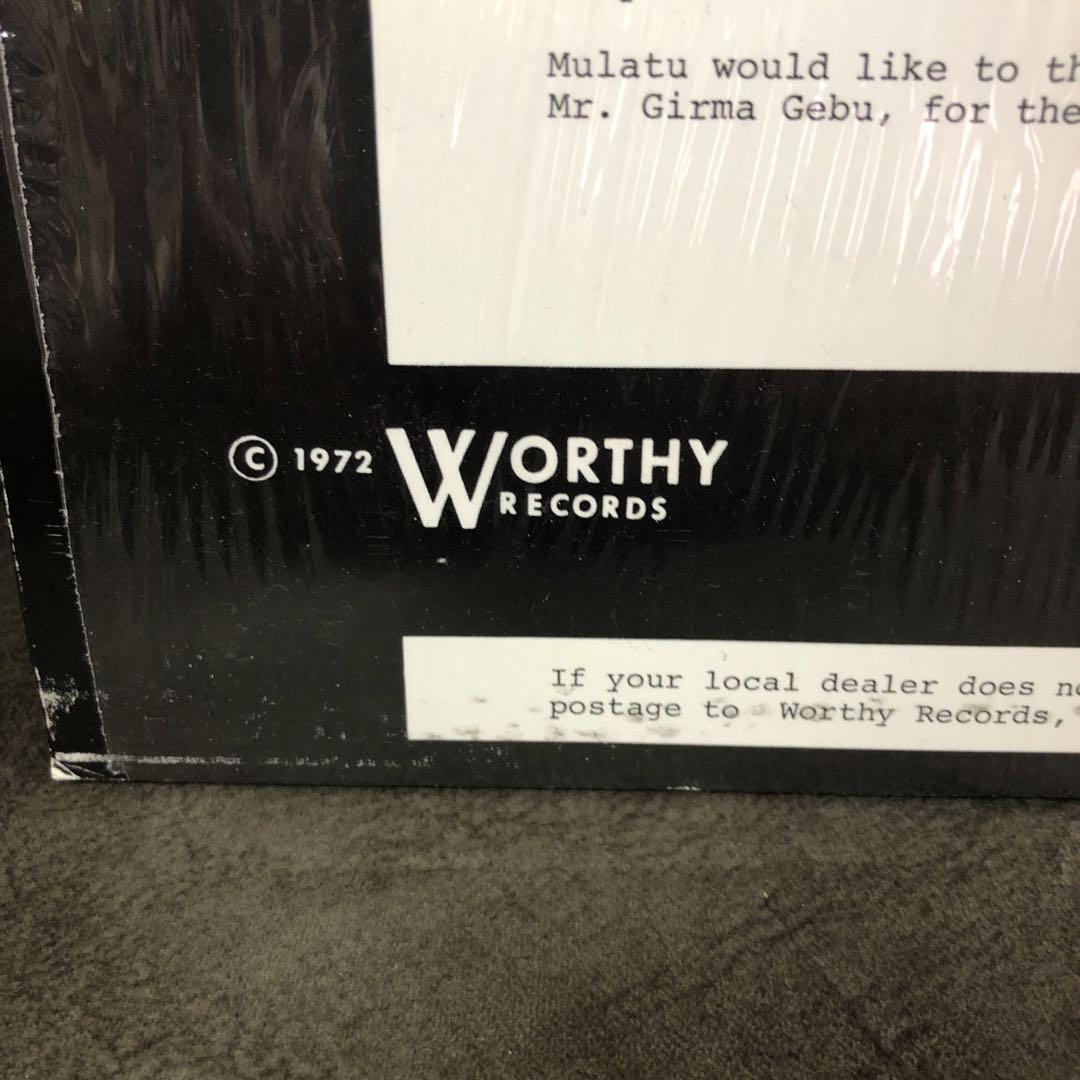 Mulatu would like to th
Mr. Girma Gebu, for the
© 1972 WORTHY
RECORDS
If your local dealer does
postage to Worthy Records,